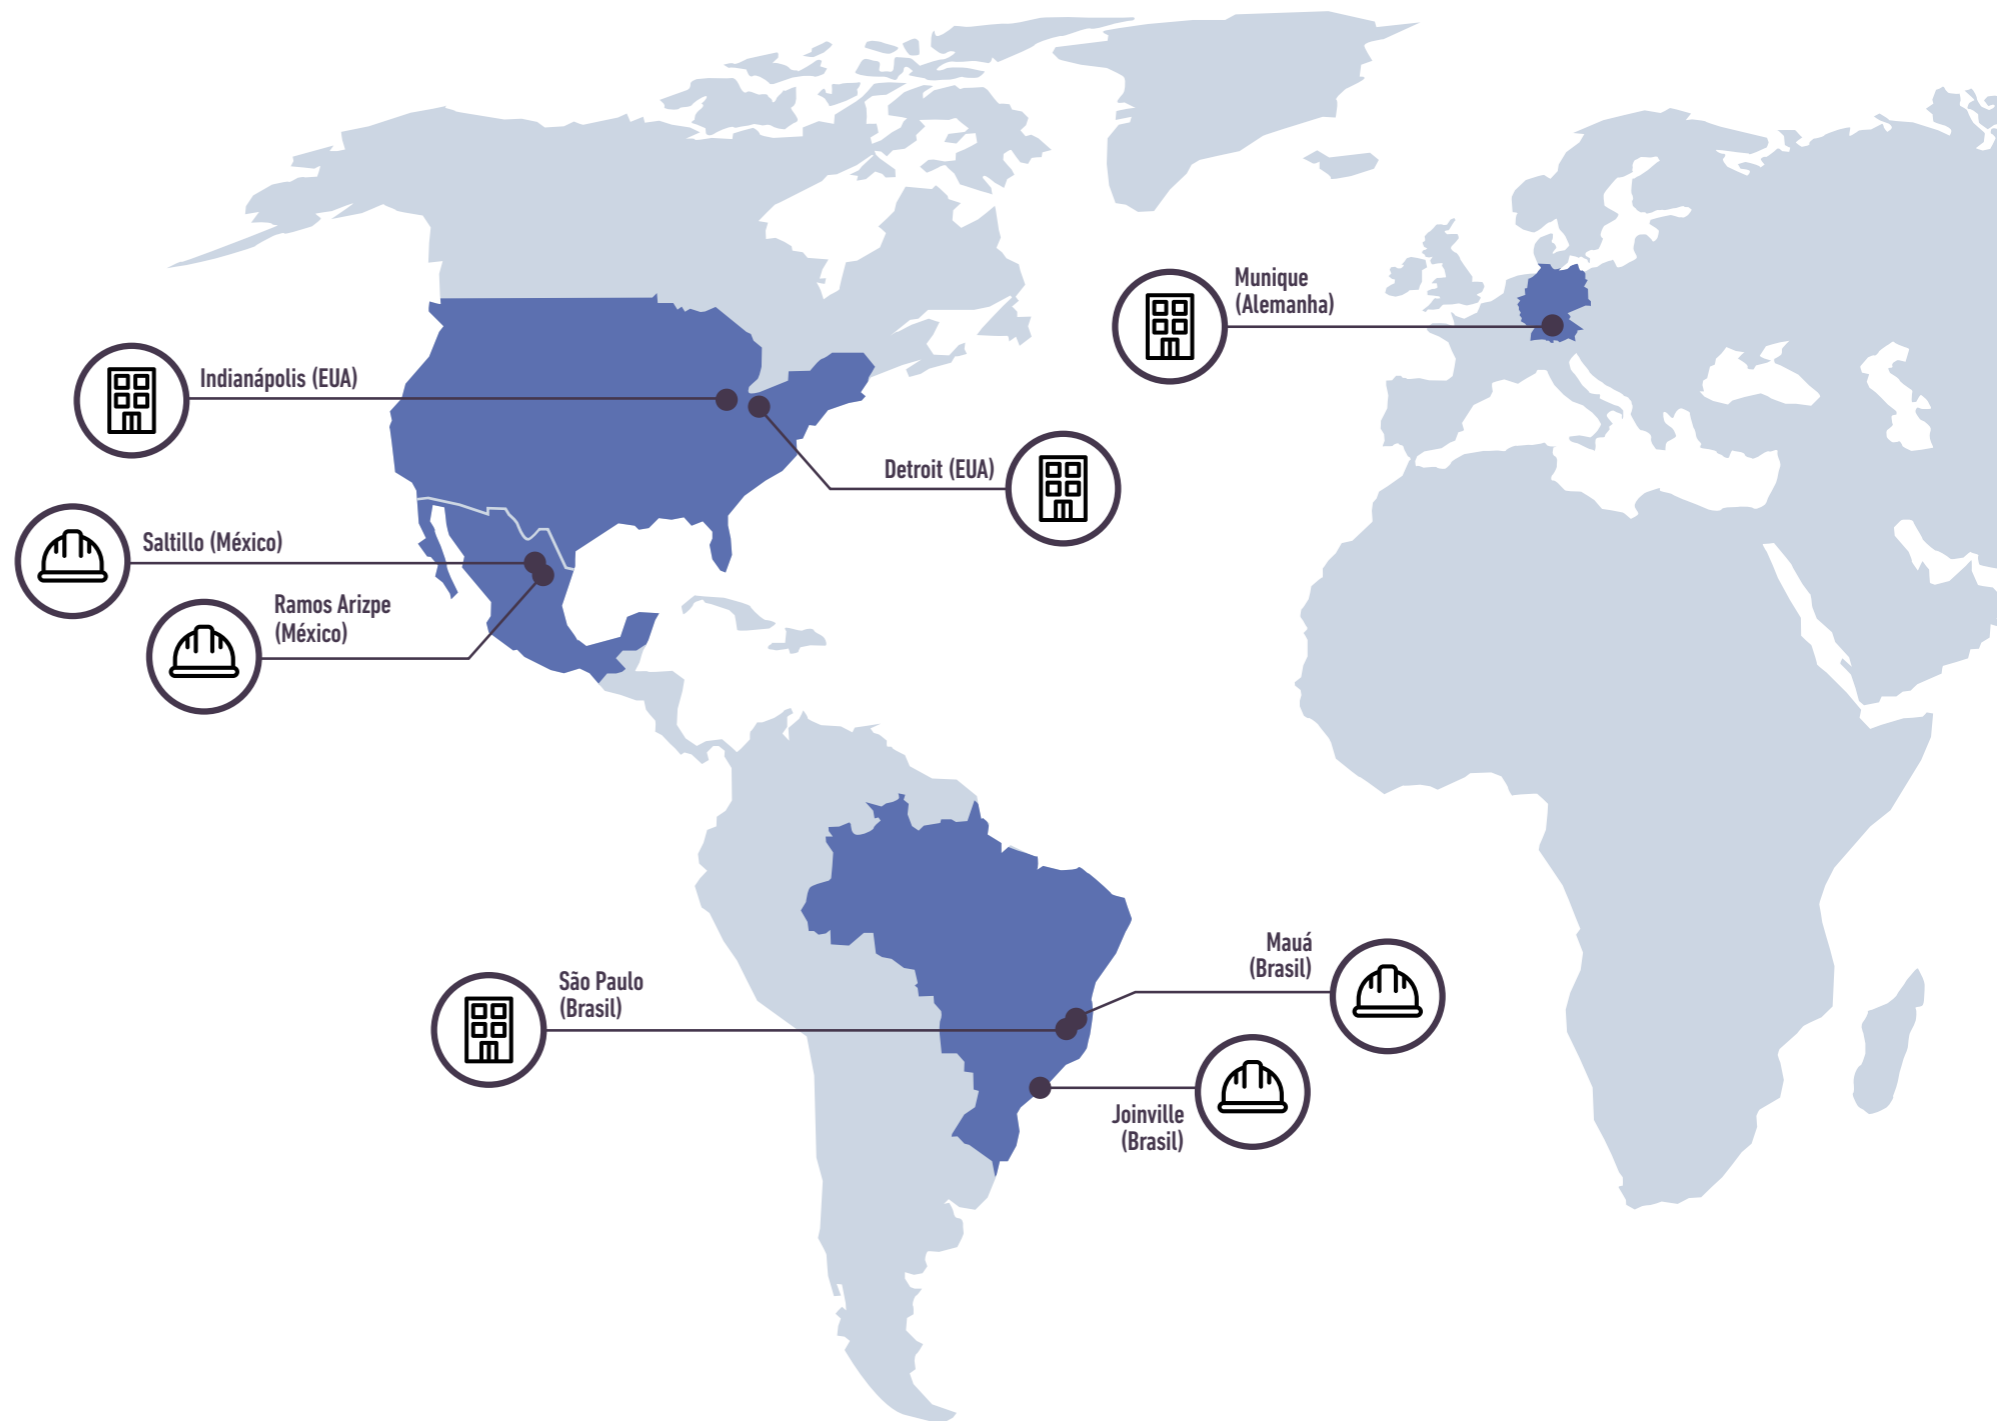 Munique
(Alemanha)
Indianápolis (EUA)
Detroit (EUA)
Saltillo (México)
Ramos Arizpe
(México)
Mauá
(Brasil)
São Paulo
(Brasil)
Joinville
(Brasil)